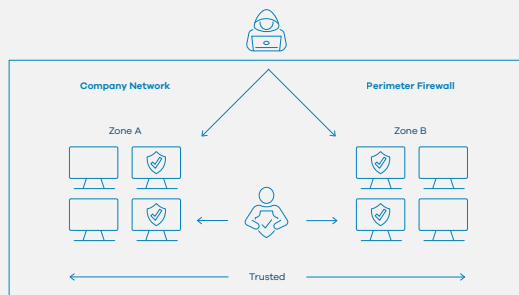 Company Network
Perimeter Firewall
Zone A
Zone B
Trusted